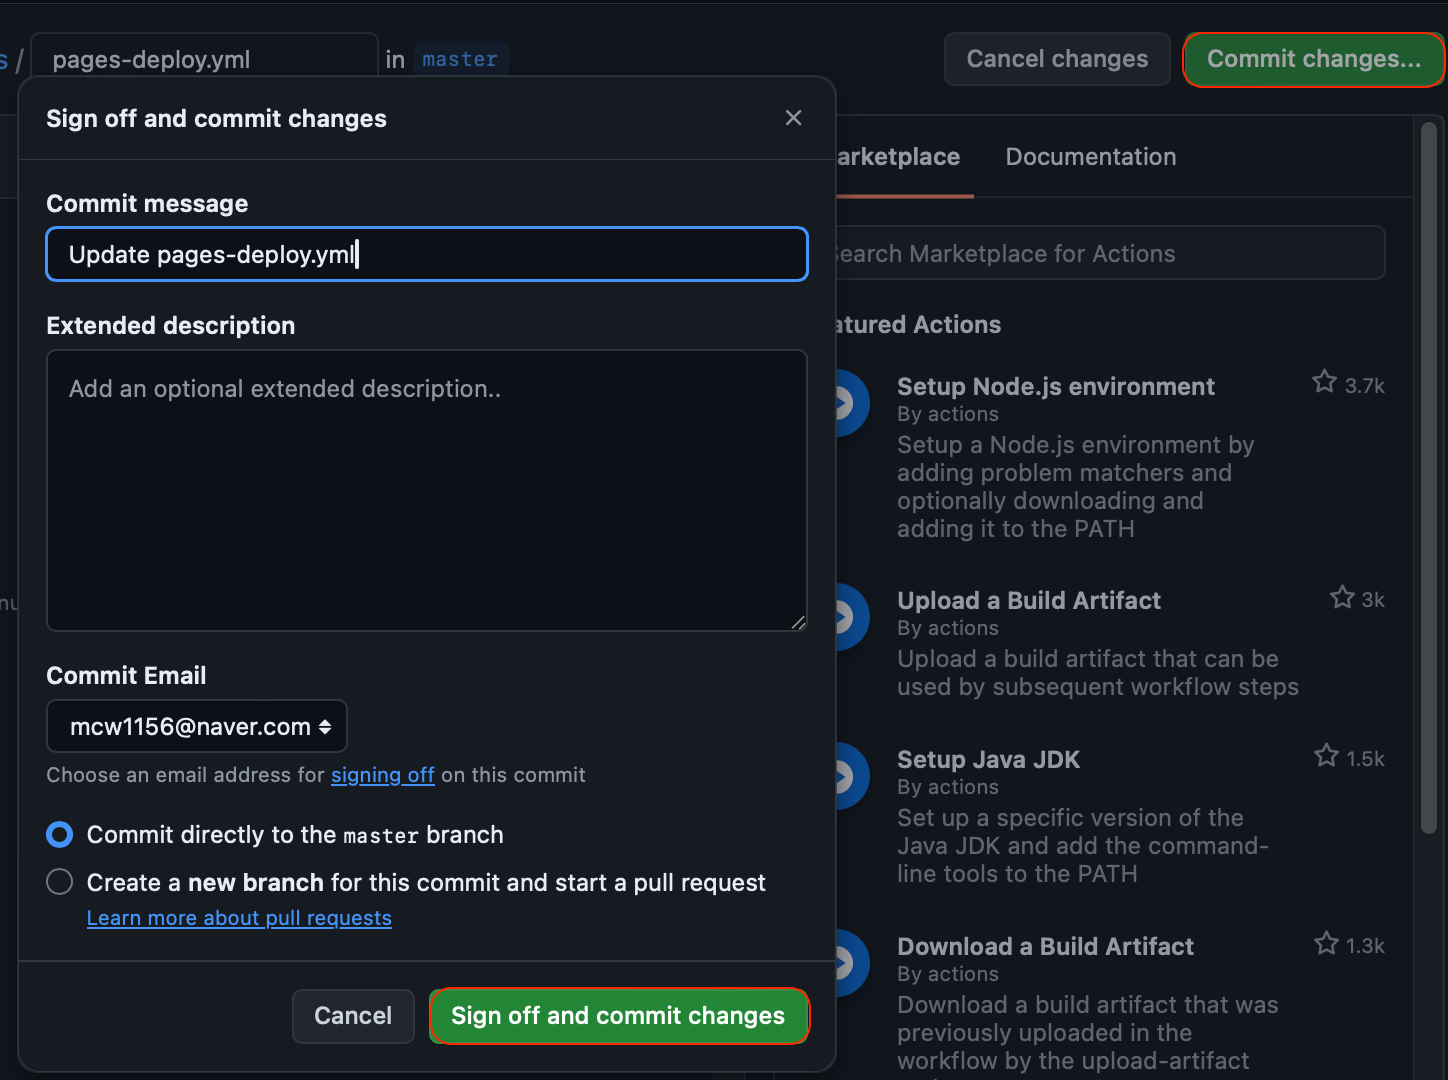 s / pages-deploy.yml in master
Cancel changes
Commit changes...
Sign off and commit changes
Commit message
Update pages-deploy.yml
Extended description
Add an optional extended description..
Commit Email
mcw1156@naver.com
Choose an email address for signing off on this commit
Commit directly to the master branch
Create a new branch for this commit and start a pull request
Learn more about pull requests
Cancel
Sign off and commit changes
arketplace
Documentation
earch Marketplace for Actions
atured Actions
Setup Node.js environment
3.7k
By actions
Setup a Node.js environment by
adding problem matchers and
optionally downloading and
adding it to the PATH
Upload a Build Artifact
3k
By actions
Upload a build artifact that can be
used by subsequent workflow steps
Setup Java JDK
1.5k
By actions
Set up a specific version of the
Java JDK and add the command-
line tools to the PATH
Download a Build Artifact
1.3k
By actions
Download a build artifact that was
previously uploaded in the
workflow by the upload-artifact